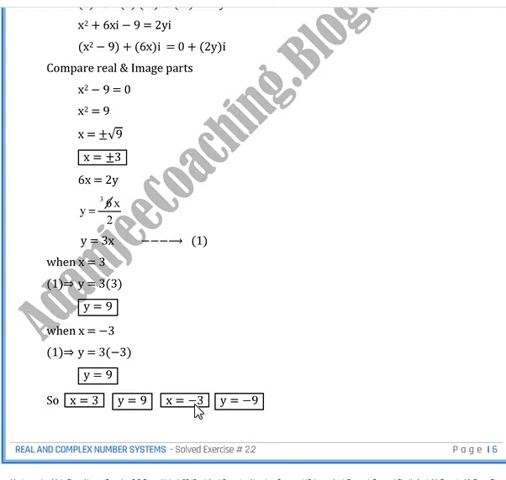 x² + 6xi − 9 = 2yi
(x² − 9) + (6x)i = 0 + (2y)i
Compare real & Image parts
x² − 9 = 0
x² = 9
x = ±√9
x = ±3
6x = 2y
y = ³6x/2
y = 3x −−−−→ (1)
when x = 3
(1)⇒ y = 3(3)
y = 9
when x = −3
(1)⇒ y = 3(−3)
y = 9
So x = 3 y = 9 x = −3 y = −9
AdamjeeCoaching.Blog
REAL AND COMPLEX NUMBER SYSTEMS - Solved Exercise # 2.2 Page | 6